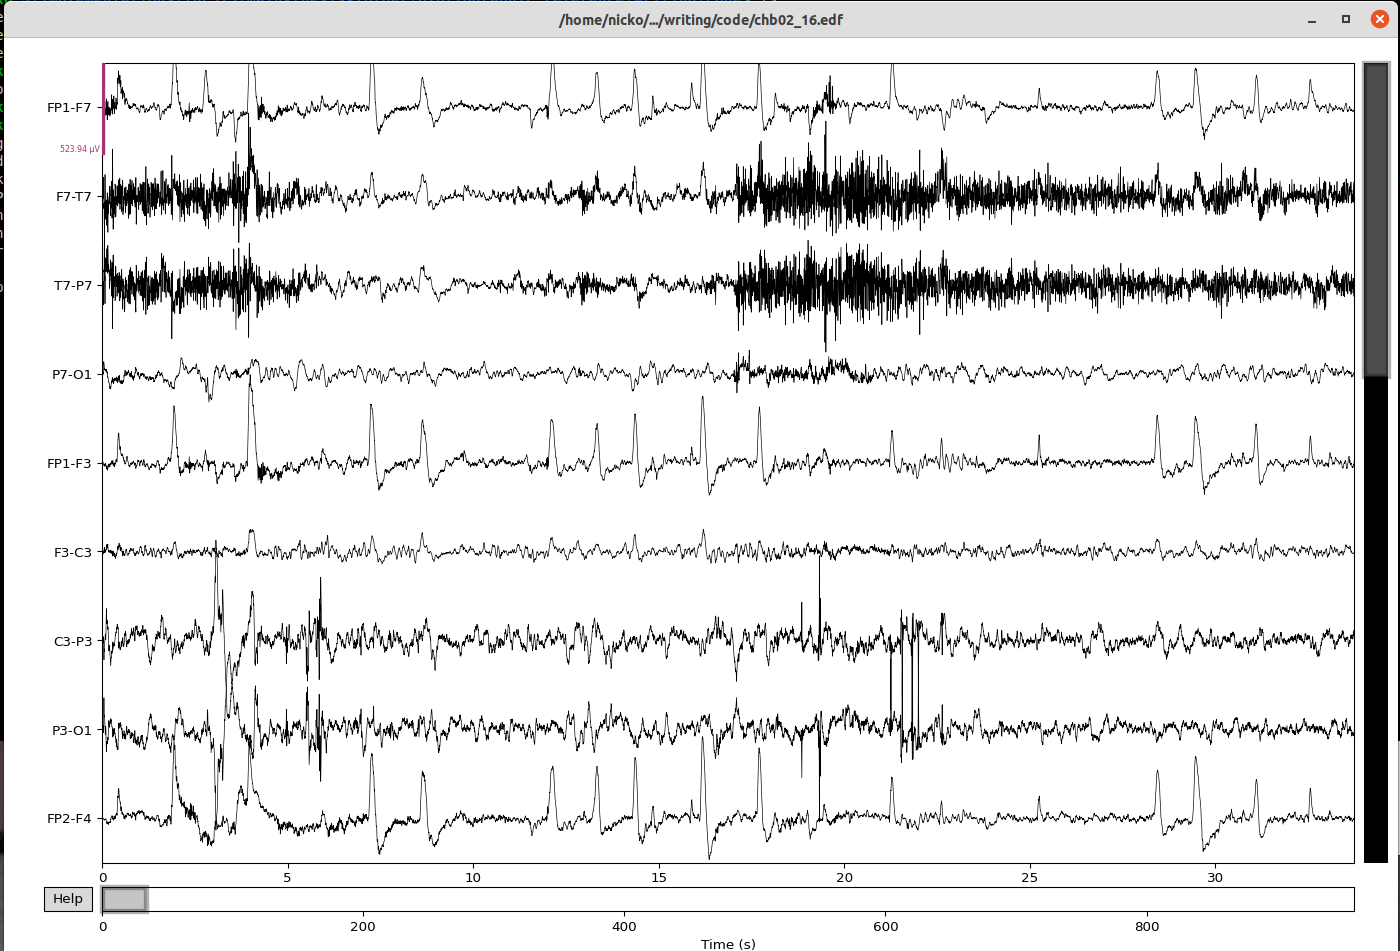 /home/nicko/.../writing/code/chb02_16.edf
FP1-F7
523.94 µV
F7-T7
T7-P7
P7-O1
FP1-F3
F3-C3
C3-P3
P3-O1
FP2-F4
0 5 10 15 20 25 30
Help
0 200 400 600 800
Time (s)